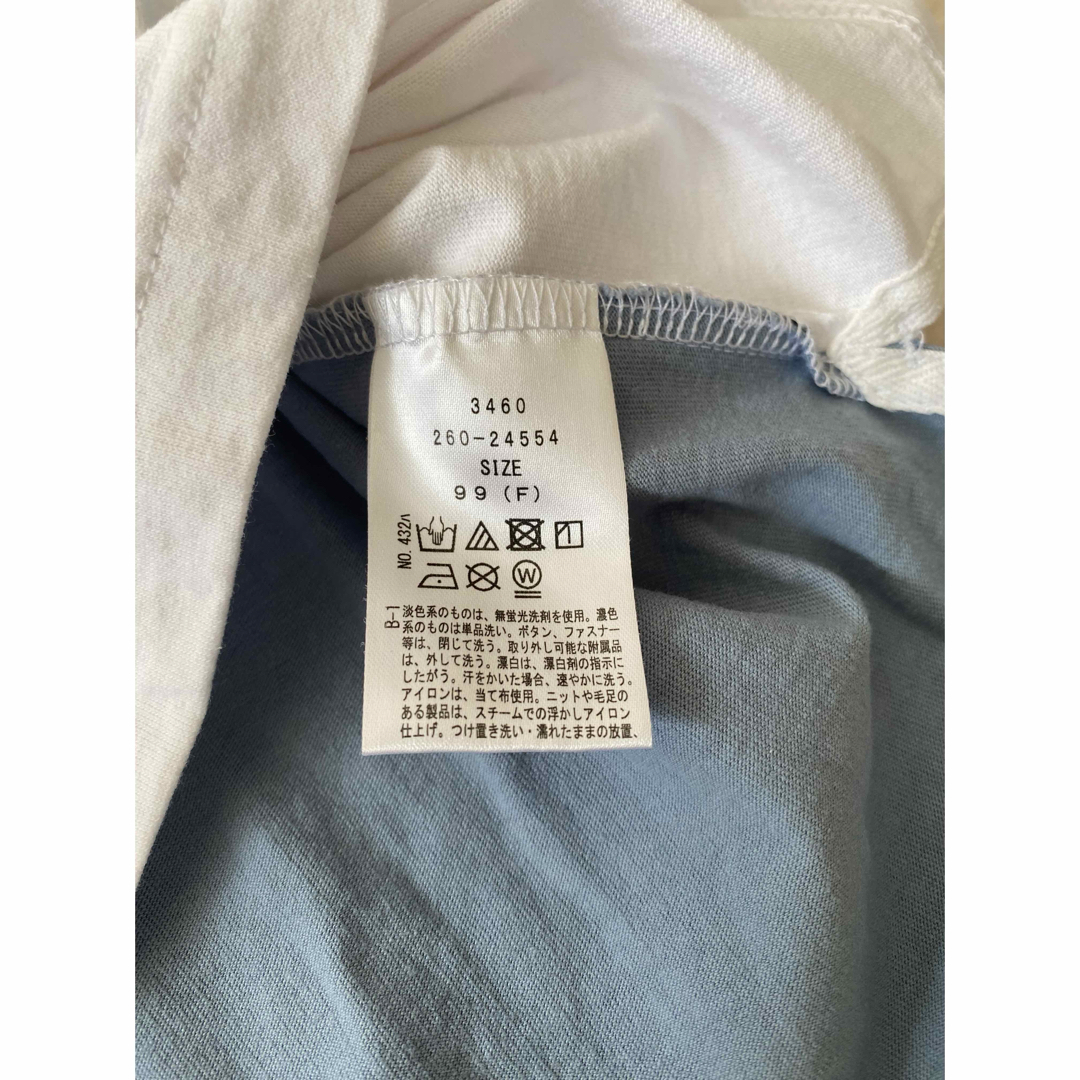 3460
260-24554
SIZE
99 (F)
NO. 432ハ
W
B-1
淡色系のものは、無蛍光洗剤を使用。濃色
系のものは単品洗い。ボタン、ファスナー
等は、閉じて洗う。取り外し可能な附属品
は、外して洗う。漂白は、漂白剤の指示に
したがう。汗をかいた場合、速やかに洗う。
アイロンは、当て布使用。ニットや毛足の
ある製品は、スチームでの浮かしアイロン
仕上げ。つけ置き洗い・濡れたままの放置、